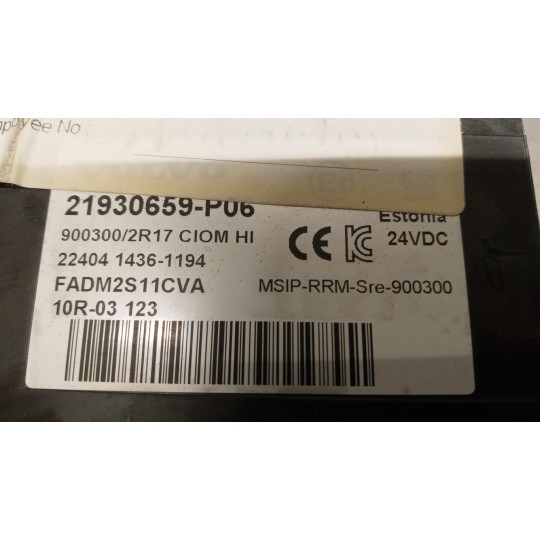 Employee No
21930659-P06
Estonia
900300/2R17 CIOM HI
CE
24VDC
22404 1436-1194
FADM2S11CVA
MSIP-RRM-Sre-900300
10R-03 123